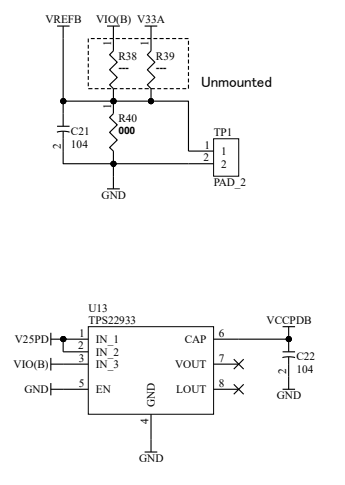 VREFB VIO(B) V33A
1 1
R38 R39
--- ---
Unmounted
1
R40
000
C21
104
2
TP1
1 1
2 2
PAD_2
GND
U13
TPS22933
V25PD 1 IN_1 CAP 6 VCCPDB
2 IN_2
VIO(B) 3 IN_3 VOUT 7
C22
104
2
GND 5 EN GND LOUT 8 GND
4
GND